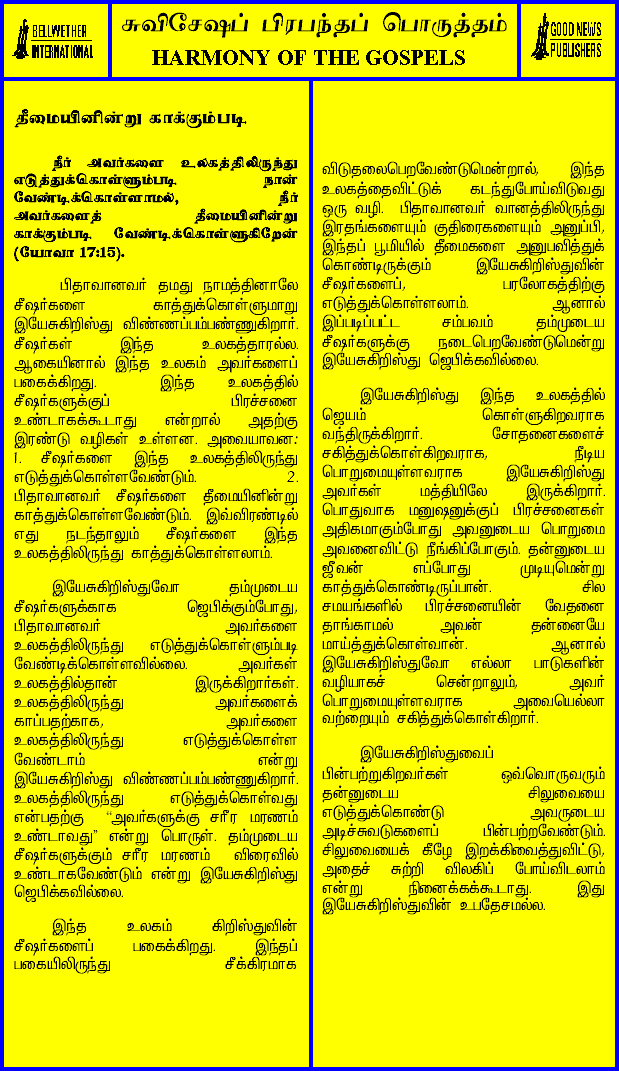 BELLWETHER
INTERNATIONAL
சுவிசேஷப் பிரபந்தப் பொருத்தம்
HARMONY OF THE GOSPELS
GOOD NEWS
PUBLISHERS
தீமையினின்று காக்கும்படி
நீர் அவர்களை உலகத்திலிருந்து
எடுத்துக்கொள்ளும்படி நான்
வேண்டிக்கொள்ளாமல், நீர்
அவர்களைத் தீமையினின்று
காக்கும்படி வேண்டிக்கொள்ளுகிறேன்
(யோவா 17:15).
பிதாவானவர் தமது நாமத்தினாலே
சீஷர்களை காத்துக்கொள்ளுமாறு
இயேசுகிறிஸ்து விண்ணப்பம்பண்ணுகிறார்.
சீஷர்கள் இந்த உலகத்தாரல்ல.
ஆகையினால் இந்த உலகம் அவர்களைப்
பகைக்கிறது. இந்த உலகத்தில்
சீஷர்களுக்குப் பிரச்சனை
உண்டாகக்கூடாது என்றால் அதற்கு
இரண்டு வழிகள் உள்ளன. அவையாவன:
1. சீஷர்களை இந்த உலகத்திலிருந்து
எடுத்துக்கொள்ளவேண்டும். 2.
பிதாவானவர் சீஷர்களை தீமையினின்று
காத்துக்கொள்ளவேண்டும். இவ்விரண்டில்
எது நடந்தாலும் சீஷர்களை இந்த
உலகத்திலிருந்து காத்துக்கொள்ளலாம்.
இயேசுகிறிஸ்துவோ தம்முடைய
சீஷர்களுக்காக ஜெபிக்கும்போது,
பிதாவானவர் அவர்களை
உலகத்திலிருந்து எடுத்துக்கொள்ளும்படி
வேண்டிக்கொள்ளவில்லை. அவர்கள்
உலகத்தில்தான் இருக்கிறார்கள்.
உலகத்திலிருந்து அவர்களைக்
காப்பதற்காக, அவர்களை
உலகத்திலிருந்து எடுத்துக்கொள்ள
வேண்டாம் என்று
இயேசுகிறிஸ்து விண்ணப்பம்பண்ணுகிறார்.
உலகத்திலிருந்து எடுத்துக்கொள்வது
என்பதற்கு “அவர்களுக்கு சரீர மரணம்
உண்டாவது” என்று பொருள். தம்முடைய
சீஷர்களுக்கும் சரீர மரணம் விரைவில்
உண்டாகவேண்டும் என்று இயேசுகிறிஸ்து
ஜெபிக்கவில்லை.
இந்த உலகம் கிறிஸ்துவின்
சீஷர்களைப் பகைக்கிறது. இந்தப்
பகையிலிருந்து சீக்கிரமாக
விடுதலைபெறவேண்டுமென்றால், இந்த
உலகத்தைவிட்டுக் கடந்துபோய்விடுவது
ஒரு வழி. பிதாவானவர் வானத்திலிருந்து
இரதங்களையும் குதிரைகளையும் அனுப்பி,
இந்தப் பூமியில் தீமைகளை அனுபவித்துக்
கொண்டிருக்கும் இயேசுகிறிஸ்துவின்
சீஷர்களைப், பரலோகத்திற்கு
எடுத்துக்கொள்ளலாம். ஆனால்
இப்படிப்பட்ட சம்பவம் தம்முடைய
சீஷர்களுக்கு நடைபெறவேண்டுமென்று
இயேசுகிறிஸ்து ஜெபிக்கவில்லை.
இயேசுகிறிஸ்து இந்த உலகத்தில்
ஜெயம் கொள்ளுகிறவராக
வந்திருக்கிறார். சோதனைகளைச்
சகித்துக்கொள்கிறவராக, நீடிய
பொறுமையுள்ளவராக இயேசுகிறிஸ்து
அவர்கள் மத்தியிலே இருக்கிறார்.
பொதுவாக மனுஷனுக்குப் பிரச்சனைகள்
அதிகமாகும்போது அவனுடைய பொறுமை
அவனைவிட்டு நீங்கிப்போகும். தன்னுடைய
ஜீவன் எப்போது முடியுமென்று
காத்துக்கொண்டிருப்பான். சில
சமயங்களில் பிரச்சனையின் வேதனை
தாங்காமல் அவன் தன்னையே
மாய்த்துக்கொள்வான். ஆனால்
இயேசுகிறிஸ்துவோ எல்லா பாடுகளின்
வழியாகச் சென்றாலும், அவர்
பொறுமையுள்ளவராக அவையெல்லா
வற்றையும் சகித்துக்கொள்கிறார்.
இயேசுகிறிஸ்துவைப்
பின்பற்றுகிறவர்கள் ஒவ்வொருவரும்
தன்னுடைய சிலுவையை
எடுத்துக்கொண்டு அவருடைய
அடிச்சுவடுகளைப் பின்பற்றவேண்டும்.
சிலுவையைக் கீழே இறக்கிவைத்துவிட்டு,
அதைச் சுற்றி விலகிப் போய்விடலாம்
என்று நினைக்கக்கூடாது. இது
இயேசுகிறிஸ்துவின் உபதேசமல்ல.